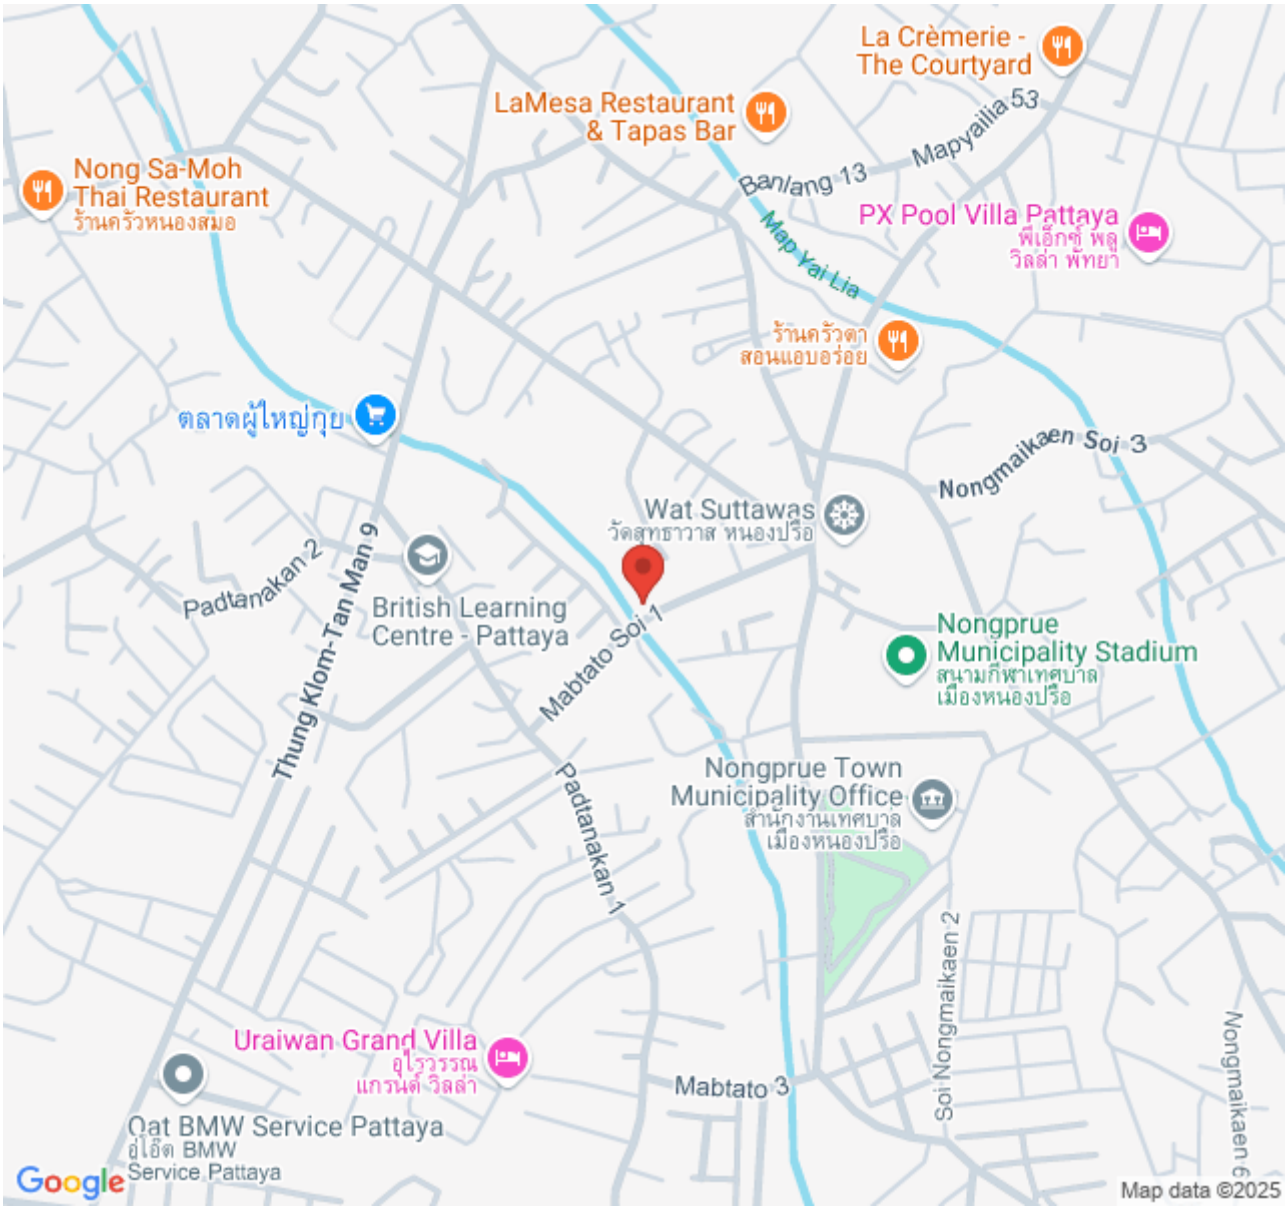 La Crèmerie -
The Courtyard
LaMesa Restaurant
& Tapas Bar
Mapyailia 53
Banlang 13
Nong Sa-Moh
Thai Restaurant
ร้านครัวหนองสมอ
PX Pool Villa Pattaya
พีเอ็กซ์ พลู
วิลล่า พัทยา
Map Yai Lia
ร้านครัวตา
สอนแอบอร่อย
ตลาดผู้ใหญ่กุย
Nongmaikaen Soi 3
Wat Suttawas
วัดสุทธาวาส หนองปรือ
Padtanakan 2
Thung Klom-Tan Man 9
British Learning
Centre - Pattaya
Mabtato Soi 1
Nongprue
Municipality Stadium
สนามกีฬาเทศบาล
เมืองหนองปรือ
Nongprue Town
Municipality Office
สำนักงานเทศบาล
เมืองหนองปรือ
Padtanakan 1
Soi Nongmaikaen 2
Nongmaikaen 6
Uraiwan Grand Villa
อุไรวรรณ
แกรนด์ วิลล่า
Mabtato 3
Oat BMW Service Pattaya
อู่โอ๊ต BMW
Service Pattaya
Google
Map data ©2025